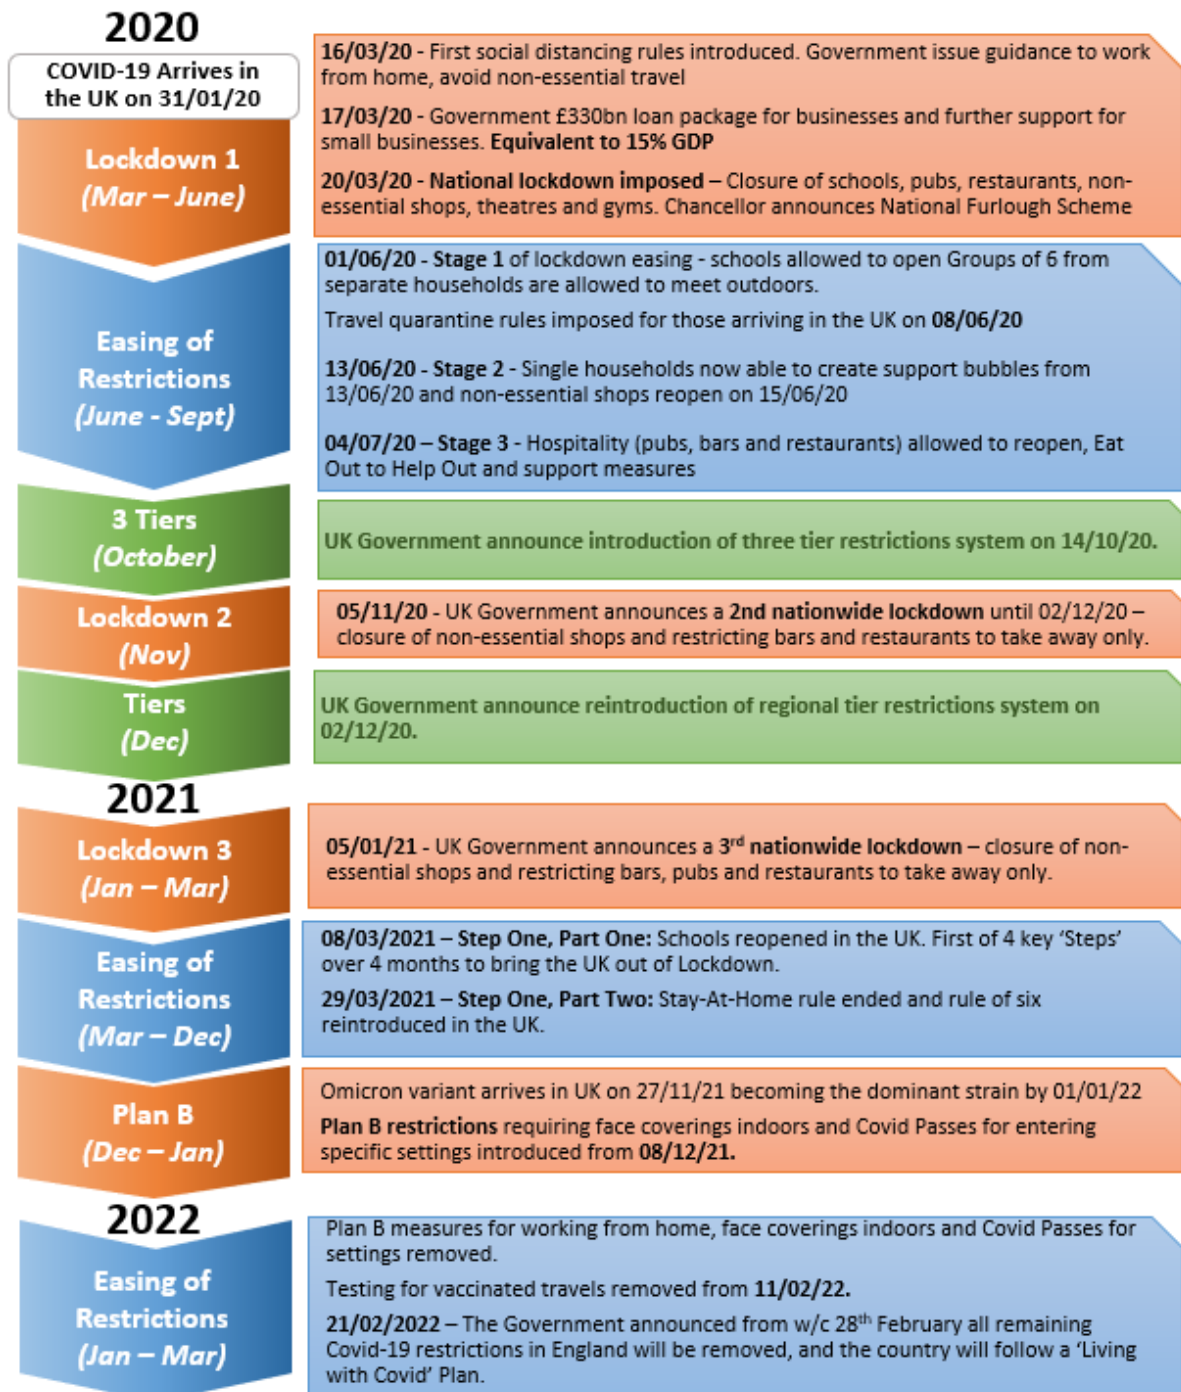 2020
COVID-19 Arrives in
the UK on 31/01/20
Lockdown 1
(Mar – June)
16/03/20 - First social distancing rules introduced. Government issue guidance to work
from home, avoid non-essential travel
17/03/20 - Government £330bn loan package for businesses and further support for
small businesses. Equivalent to 15% GDP
20/03/20 - National lockdown imposed – Closure of schools, pubs, restaurants, non-
essential shops, theatres and gyms. Chancellor announces National Furlough Scheme
Easing of
Restrictions
(June - Sept)
01/06/20 - Stage 1 of lockdown easing - schools allowed to open Groups of 6 from
separate households are allowed to meet outdoors.
Travel quarantine rules imposed for those arriving in the UK on 08/06/20
13/06/20 - Stage 2 - Single households now able to create support bubbles from
13/06/20 and non-essential shops reopen on 15/06/20
04/07/20 – Stage 3 - Hospitality (pubs, bars and restaurants) allowed to reopen, Eat
Out to Help Out and support measures
3 Tiers
(October)
UK Government announce introduction of three tier restrictions system on 14/10/20.
Lockdown 2
(Nov)
05/11/20 - UK Government announces a 2nd nationwide lockdown until 02/12/20 –
closure of non-essential shops and restricting bars and restaurants to take away only.
Tiers
(Dec)
UK Government announce reintroduction of regional tier restrictions system on
02/12/20.
2021
Lockdown 3
(Jan – Mar)
05/01/21 - UK Government announces a 3rd nationwide lockdown – closure of non-
essential shops and restricting bars, pubs and restaurants to take away only.
Easing of
Restrictions
(Mar – Dec)
08/03/2021 – Step One, Part One: Schools reopened in the UK. First of 4 key ‘Steps’
over 4 months to bring the UK out of Lockdown.
29/03/2021 – Step One, Part Two: Stay-At-Home rule ended and rule of six
reintroduced in the UK.
Plan B
(Dec – Jan)
Omicron variant arrives in UK on 27/11/21 becoming the dominant strain by 01/01/22
Plan B restrictions requiring face coverings indoors and Covid Passes for entering
specific settings introduced from 08/12/21.
2022
Easing of
Restrictions
(Jan – Mar)
Plan B measures for working from home, face coverings indoors and Covid Passes for
settings removed.
Testing for vaccinated travels removed from 11/02/22.
21/02/2022 – The Government announced from w/c 28th February all remaining
Covid-19 restrictions in England will be removed, and the country will follow a ‘Living
with Covid’ Plan.